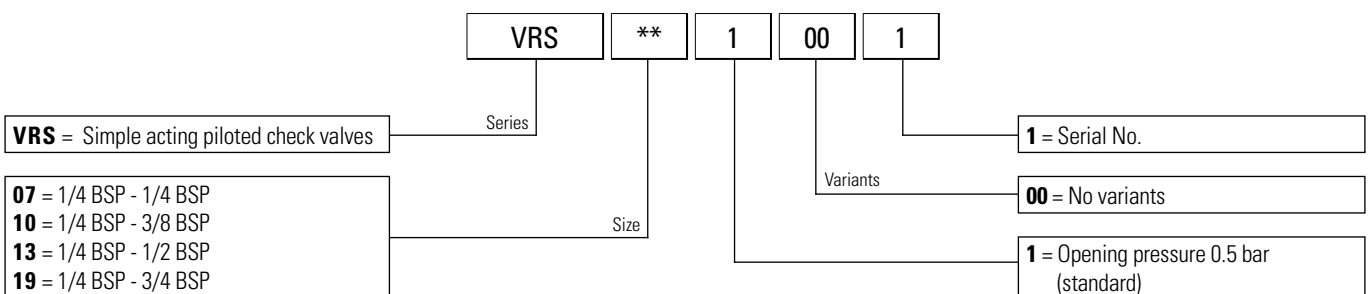 VRS ** 1 00 1
Series
VRS = Simple acting piloted check valves
1 = Serial No.
Variants
00 = No variants
07 = 1/4 BSP - 1/4 BSP
10 = 1/4 BSP - 3/8 BSP
13 = 1/4 BSP - 1/2 BSP
19 = 1/4 BSP - 3/4 BSP
Size
1 = Opening pressure 0.5 bar
(standard)